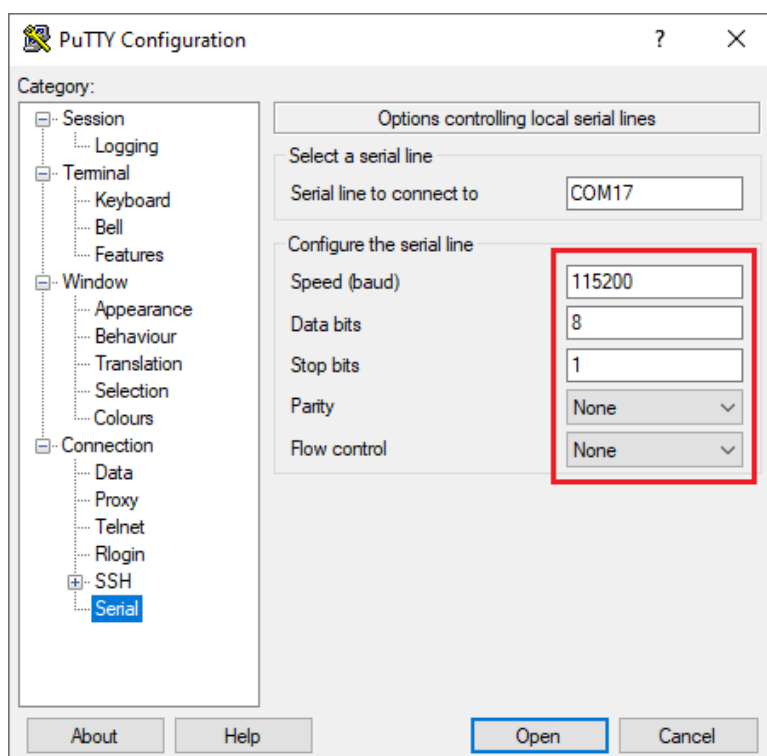 PuTTY Configuration
?
Category:
Session
Logging
Terminal
Keyboard
Bell
Features
Window
Appearance
Behaviour
Translation
Selection
Colours
Connection
Data
Proxy
Telnet
Rlogin
SSH
Serial
Options controlling local serial lines
Select a serial line
Serial line to connect to COM17
Configure the serial line
Speed (baud) 115200
Data bits 8
Stop bits 1
Parity None
Flow control None
About Help Open Cancel